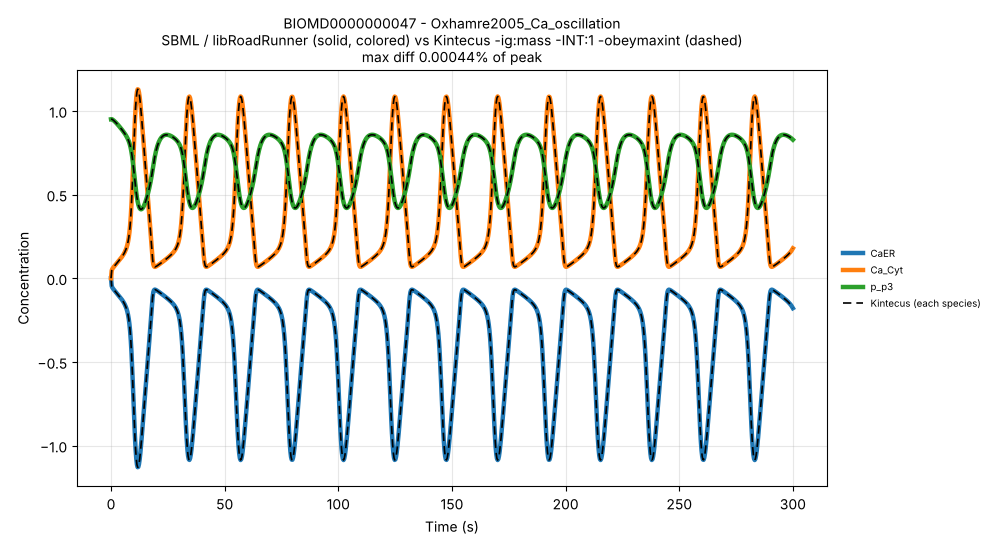 BIOMD0000000047 - Oxhamre2005_Ca_oscillation
SBML / libRoadRunner (solid, colored) vs Kintecus -ig:mass -INT:1 -obeymaxint (dashed)
max diff 0.00044% of peak
Concentration
1.0
0.5
0.0
−0.5
−1.0
0 50 100 150 200 250 300
Time (s)
CaER
Ca_Cyt
p_p3
Kintecus (each species)